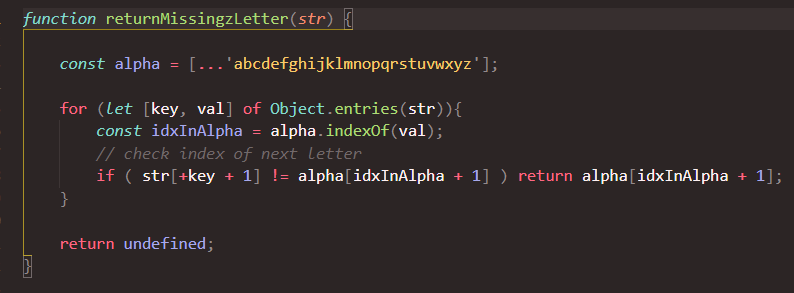 function returnMissingzLetter(str) {
const alpha = [...'abcdefghijklmnopqrstuvwxyz'];
for (let [key, val] of Object.entries(str)){
const idxInAlpha = alpha.indexOf(val);
// check index of next letter
if ( str[+key + 1] != alpha[idxInAlpha + 1] ) return alpha[idxInAlpha + 1];
}
return undefined;
}